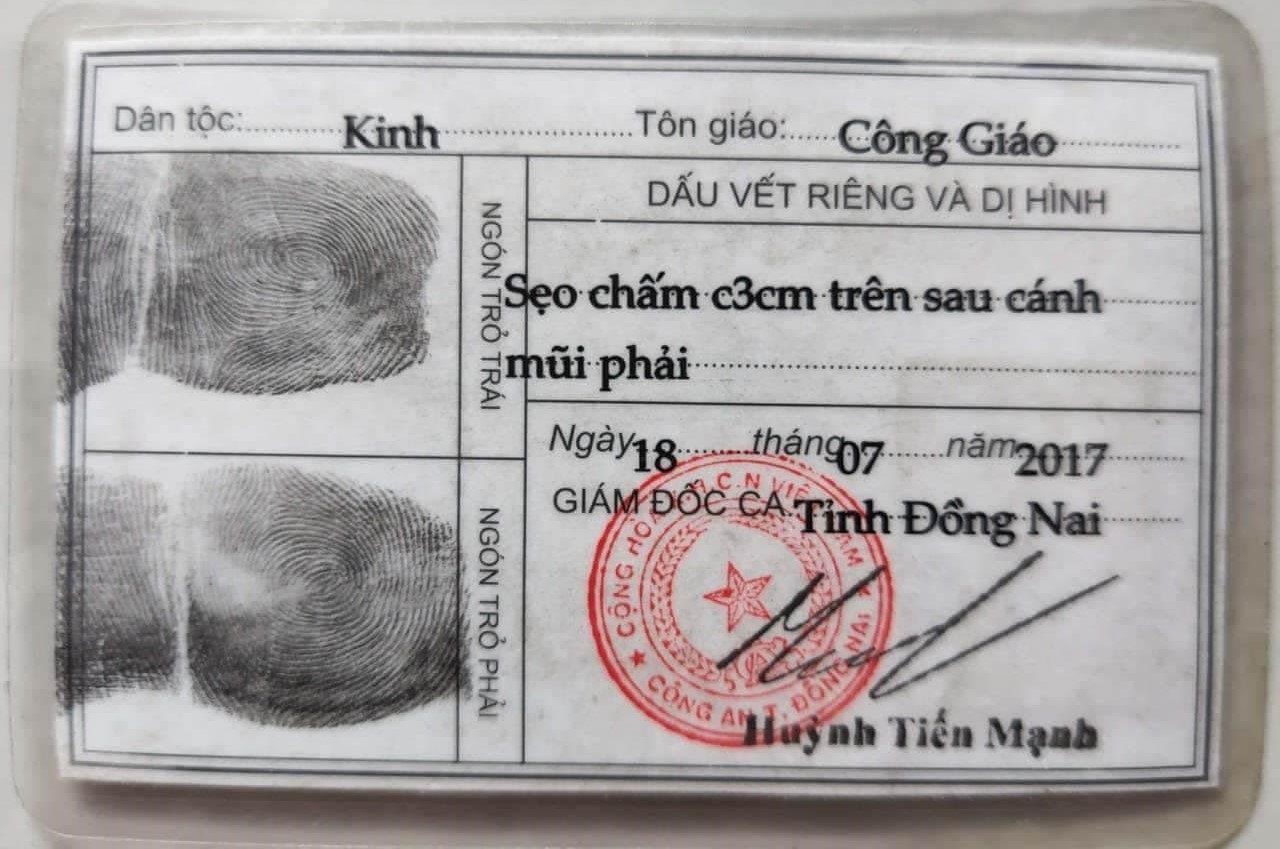 Dân tộc: Kinh Tôn giáo: Công Giáo
NGÓN TRỎ TRÁI
DẤU VẾT RIÊNG VÀ DỊ HÌNH
Sẹo chấm c3cm trên sau cánh
mũi phải
NGÓN TRỎ PHẢI
Ngày 18 tháng 07 năm 2017
GIÁM ĐỐC CA. Tỉnh Đồng Nai
CÔNG AN T. ĐỒNG NAI
Huỳnh Tiến Mạnh